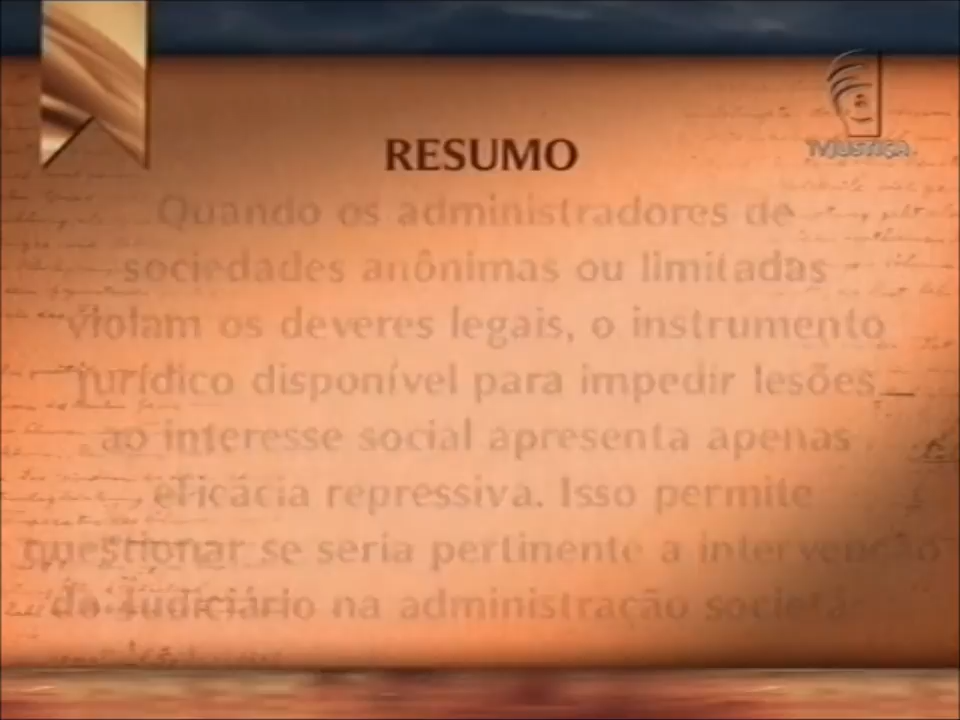 TVJUSTIÇA
RESUMO
Quando os administradores de
sociedades anônimas ou limitadas
violam os deveres legais, o instrumento
jurídico disponível para impedir lesões
ao interesse social apresenta apenas
eficácia repressiva. Isso permite
questionar se seria pertinente a intervenção
do Judiciário na administração